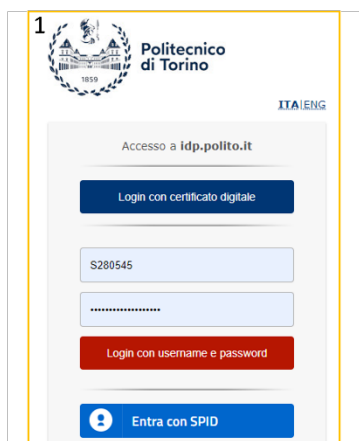 1
Politecnico
di Torino
1859
ITA|ENG
Accesso a idp.polito.it
Login con certificato digitale
S280545
Login con username e password
Entra con SPID